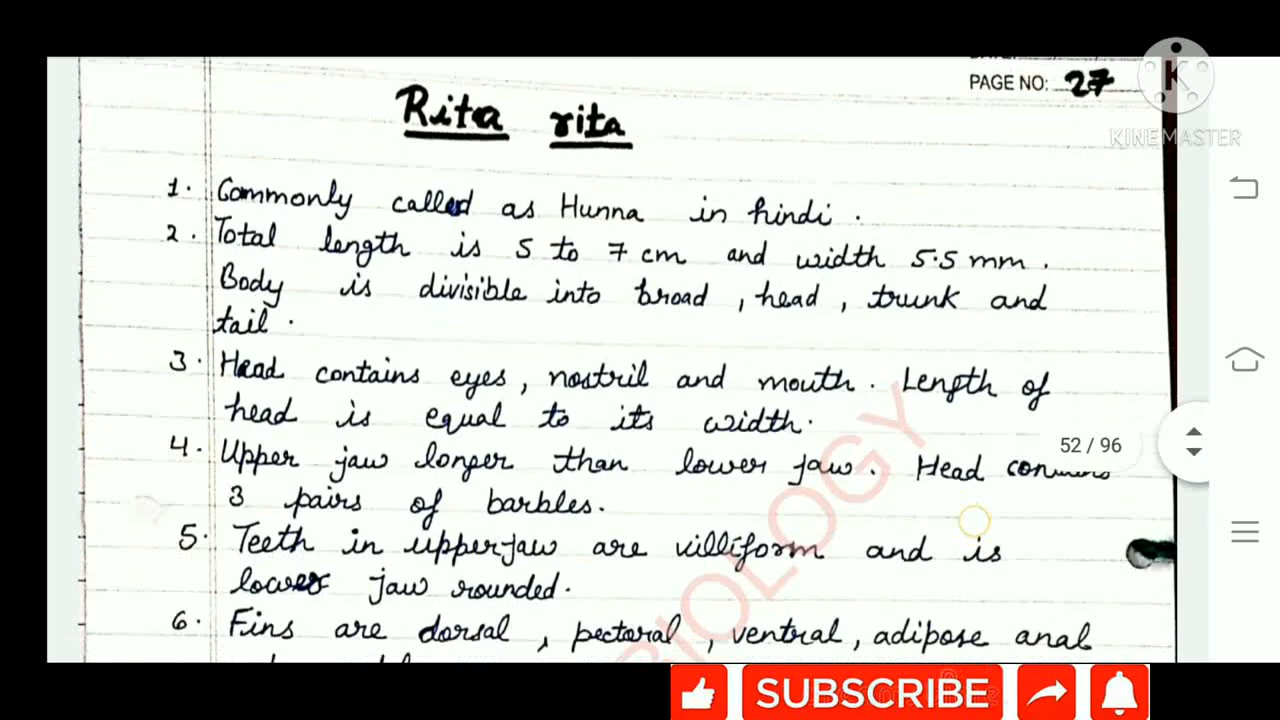 PAGE NO: 27
K
KINEMASTER
Rita rita
1. Commonly called as Hunna in hindi.
2. Total length is 5 to 7 cm and width 5.5 mm.
Body is divisible into broad, head, trunk and
tail.
3. Head contains eyes, nostril and mouth. Length of
head is equal to its width.
52 / 96
4. Upper jaw longer than lower jaw. Head contains
3 pairs of barbles.
5. Teeth in upper jaw are villiform and is
lower jaw rounded.
6. Fins are dorsal, pectoral, ventral, adipose anal
BIOLOGY
SUBSCRIBE